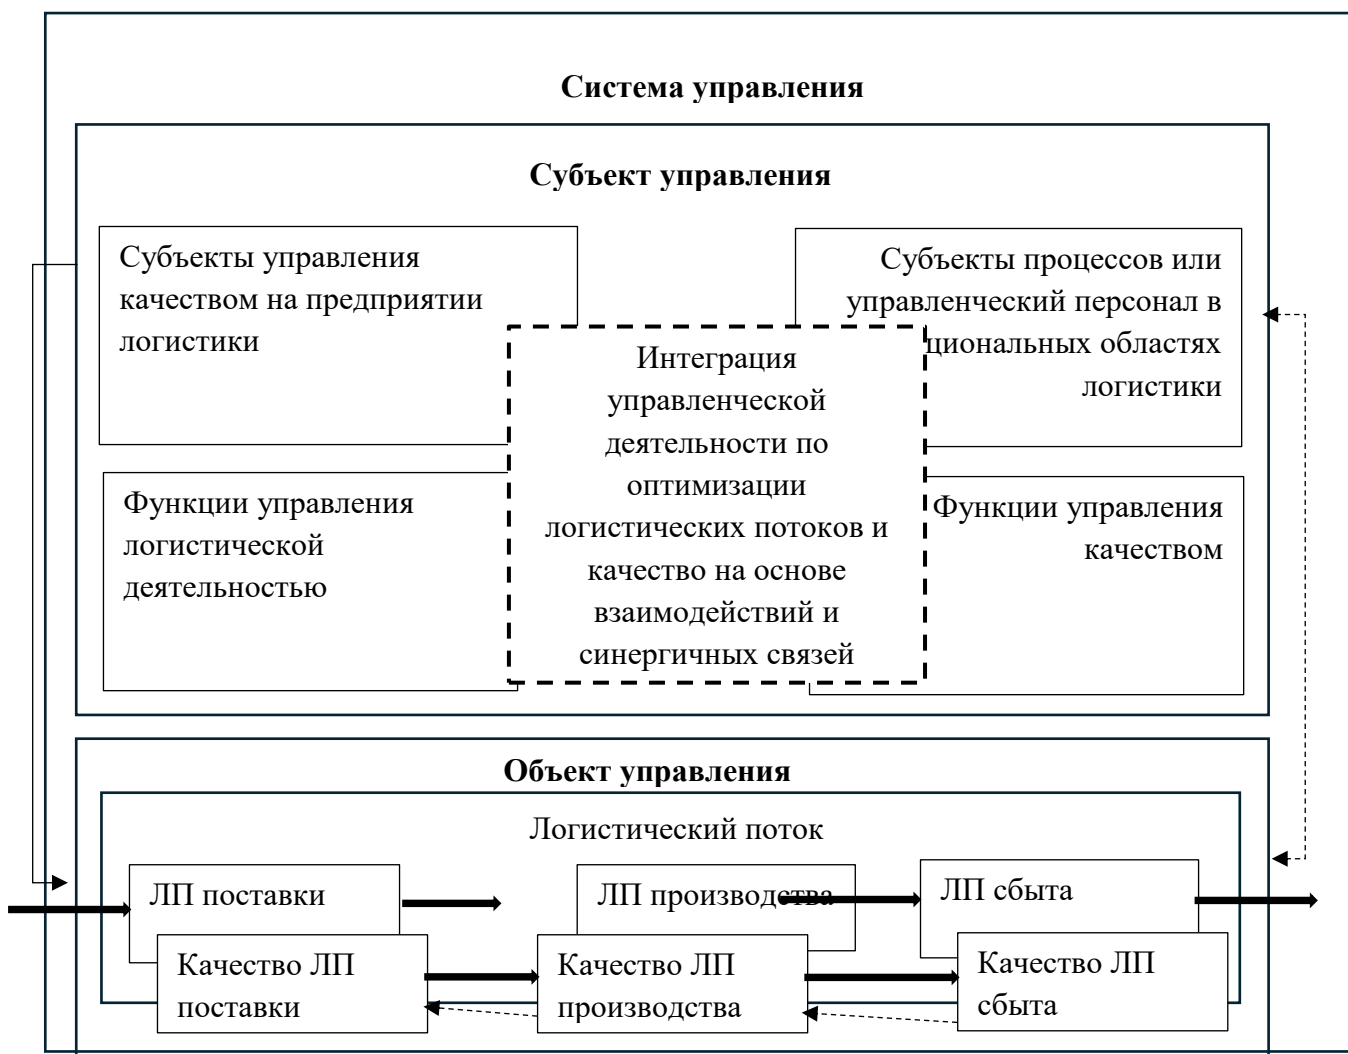 Система управления
Субъект управления
Субъекты управления
качеством на предприятии
логистики
Субъекты процессов или
управленческий персонал в
циональных областях
логистики
Интеграция
управленческой
деятельности по
оптимизации
логистических потоков и
качество на основе
взаимодействий и
синергичных связей
Функции управления
логистической
деятельностью
Функции управления
качеством
Объект управления
Логистический поток
ЛП поставки
ЛП производства
ЛП сбыта
Качество ЛП
поставки
Качество ЛП
производства
Качество ЛП
сбыта